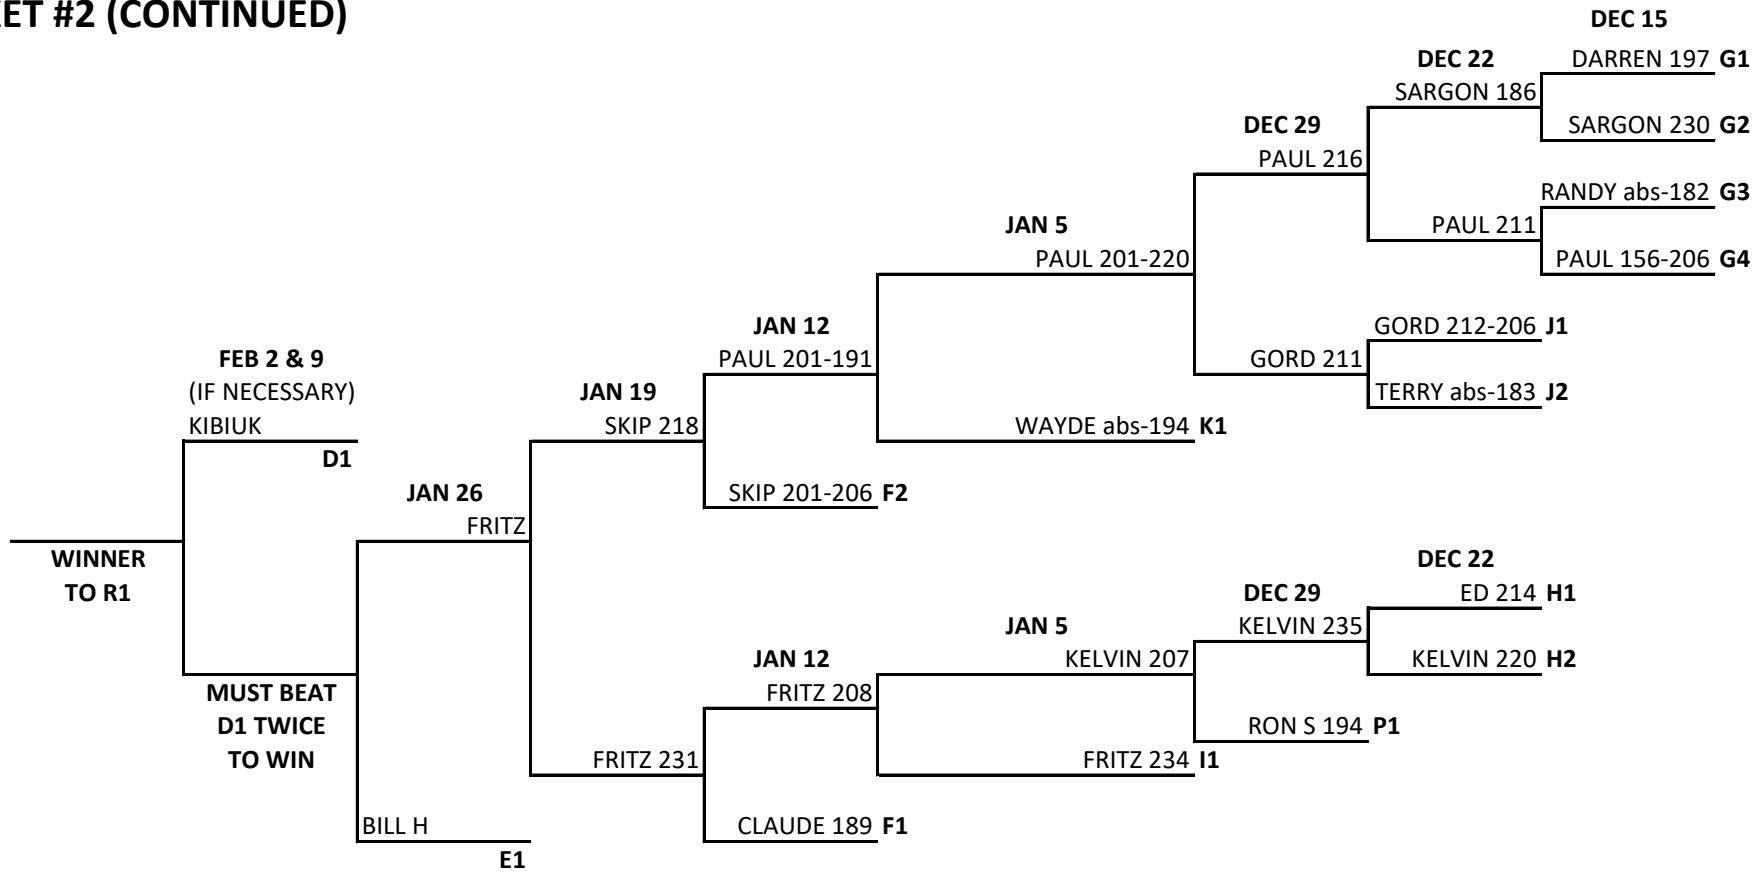 ET #2 (CONTINUED)
DEC 15
DEC 22
DARREN 197 G1
SARGON 186
DEC 29
SARGON 230 G2
PAUL 216
RANDY abs-182 G3
JAN 5
PAUL 211
PAUL 201-220
PAUL 156-206 G4
JAN 12
GORD 212-206 J1
FEB 2 & 9
PAUL 201-191
GORD 211
(IF NECESSARY)
JAN 19
TERRY abs-183 J2
KIBIUK
SKIP 218
WAYDE abs-194 K1
D1
JAN 26
SKIP 201-206 F2
FRITZ
WINNER
TO R1
DEC 22
DEC 29
ED 214 H1
JAN 5
KELVIN 235
JAN 12
KELVIN 207
KELVIN 220 H2
MUST BEAT
D1 TWICE
TO WIN
FRITZ 208
RON S 194 P1
FRITZ 231
FRITZ 234 I1
BILL H
CLAUDE 189 F1
E1